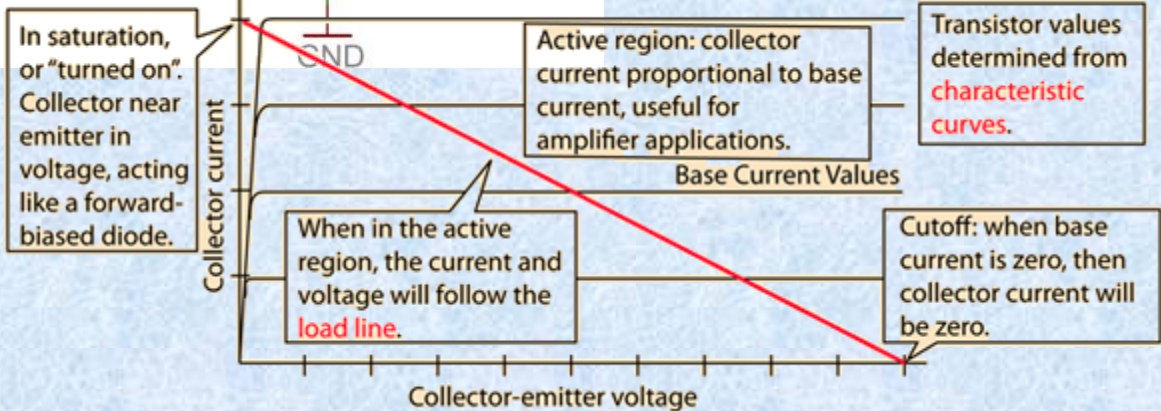 In saturation,
or "turned on".
Collector near
emitter in
voltage, acting
like a forward-
biased diode.
GND
Active region: collector
current proportional to base
current, useful for
amplifier applications.
Transistor values
determined from
characteristic
curves.
Collector current
Base Current Values
When in the active
region, the current and
voltage will follow the
load line.
Cutoff: when base
current is zero, then
collector current will
be zero.
Collector-emitter voltage